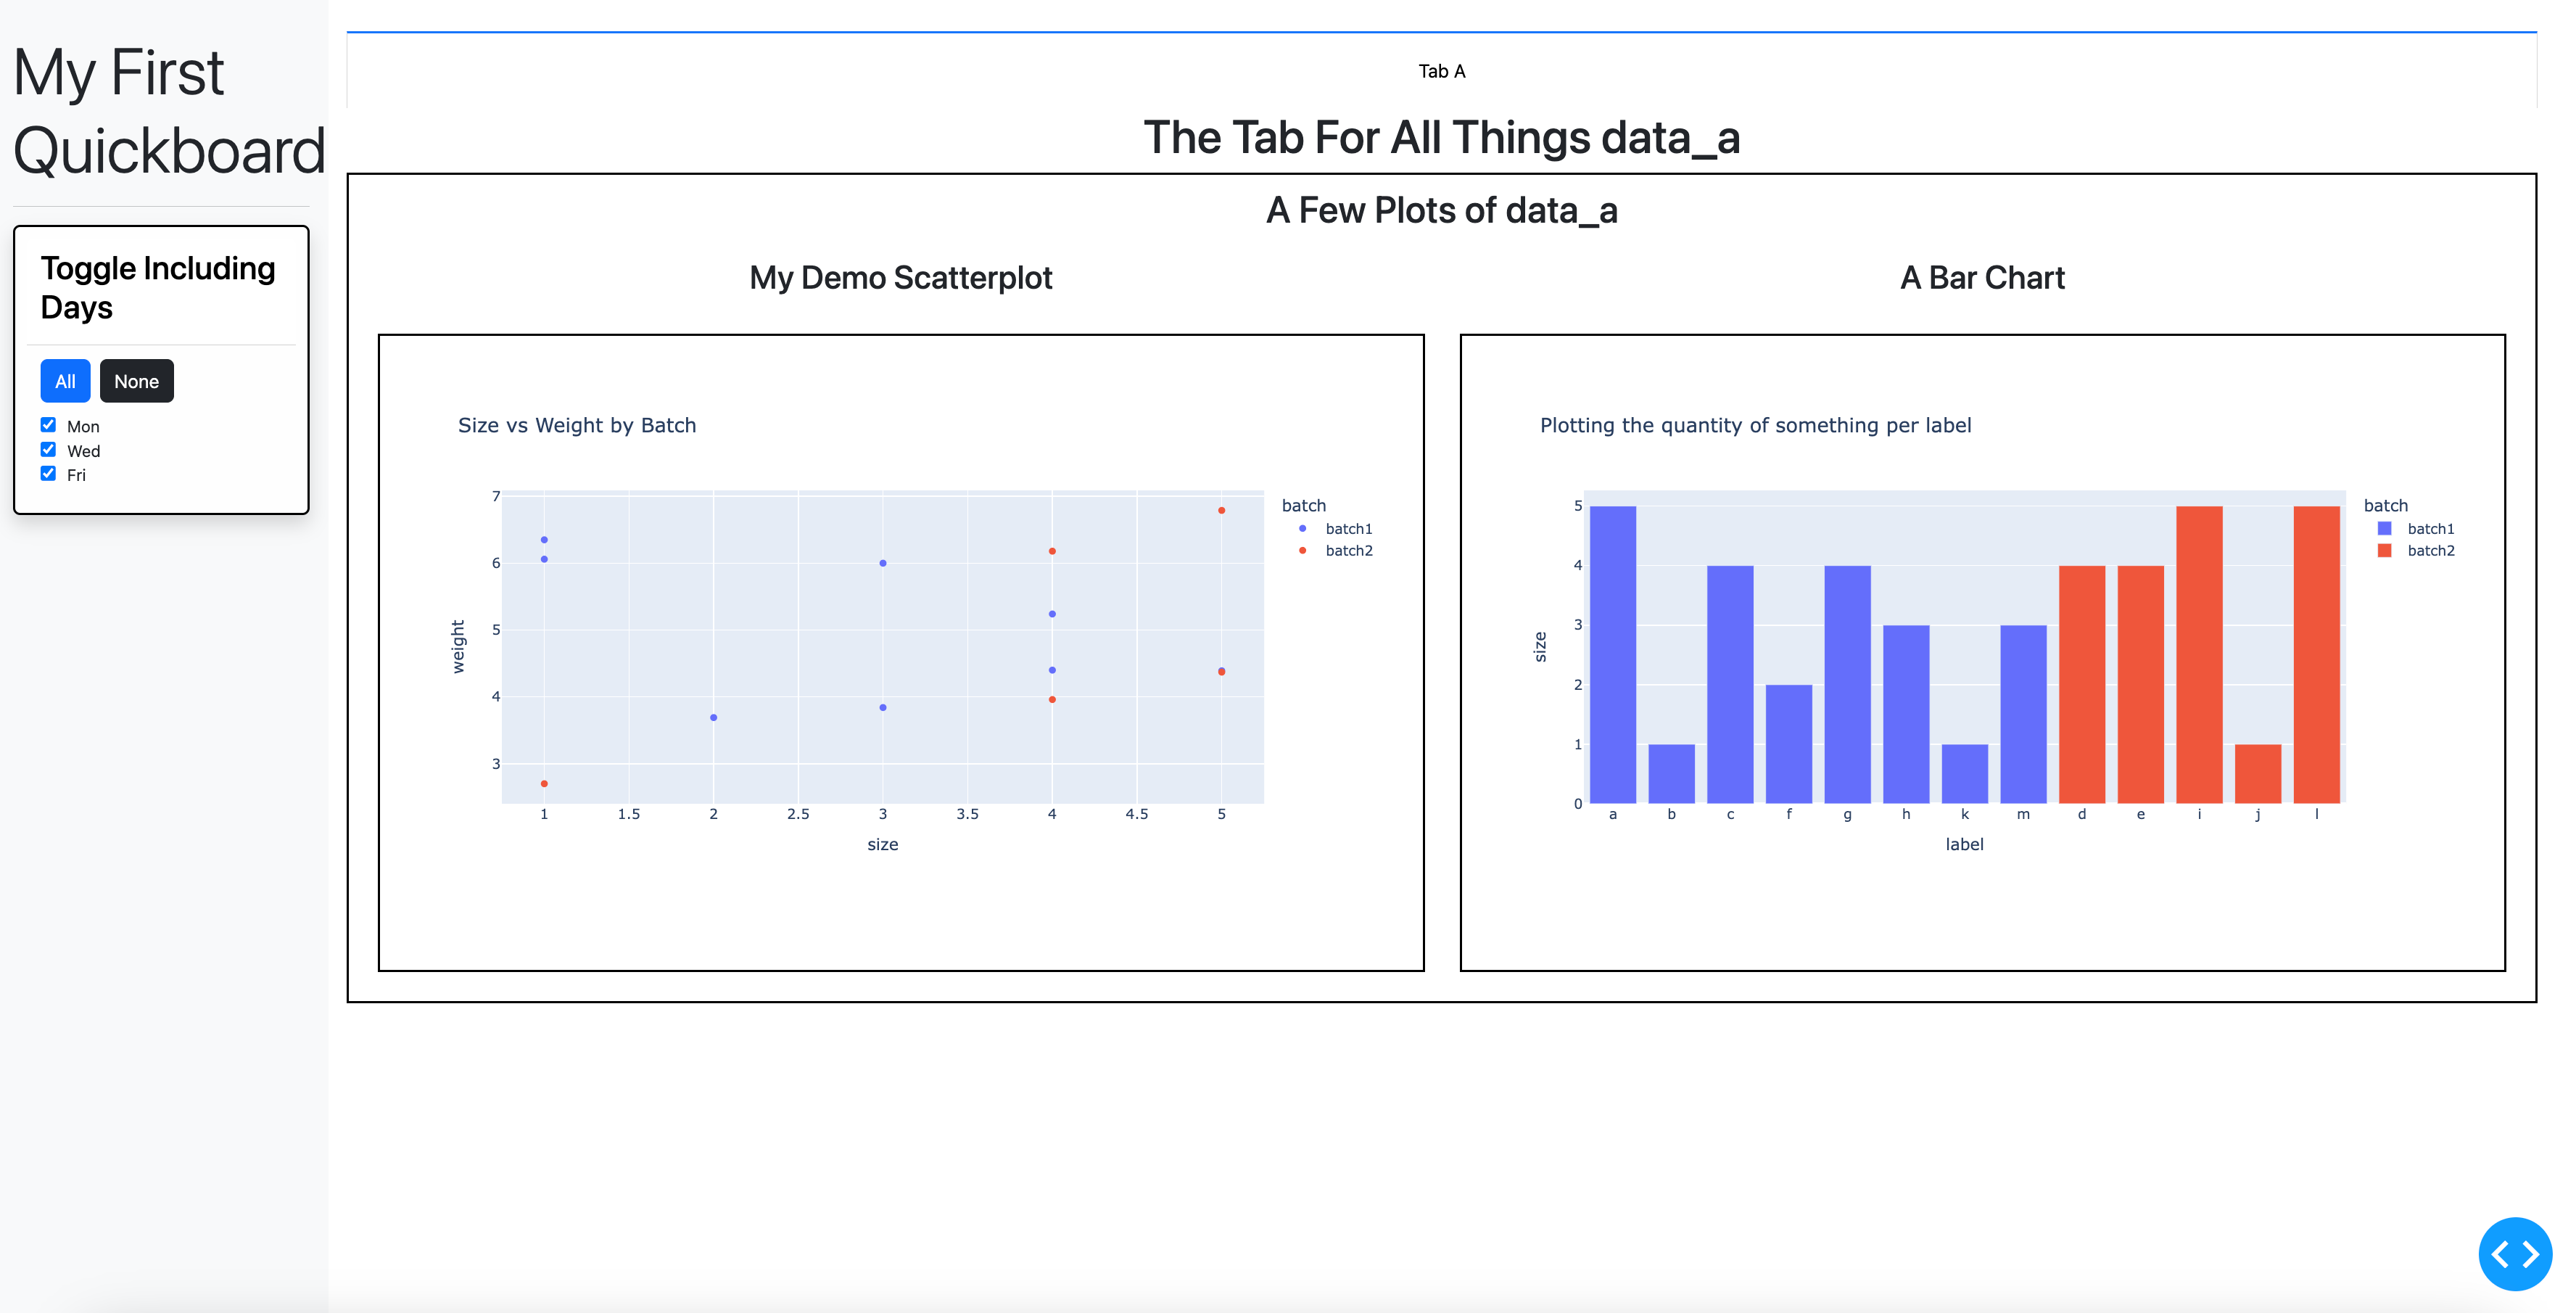 My First
Quickboard
Toggle Including
Days
All None
Mon
Wed
Fri
Tab A
The Tab For All Things data_a
A Few Plots of data_a
My Demo Scatterplot
Size vs Weight by Batch
7
6
5
4
3
weight
1 1.5 2 2.5 3 3.5 4 4.5 5
size
batch
batch1
batch2
A Bar Chart
Plotting the quantity of something per label
5
4
3
2
1
0
size
a b c f g h k m d e i j l
label
batch
batch1
batch2